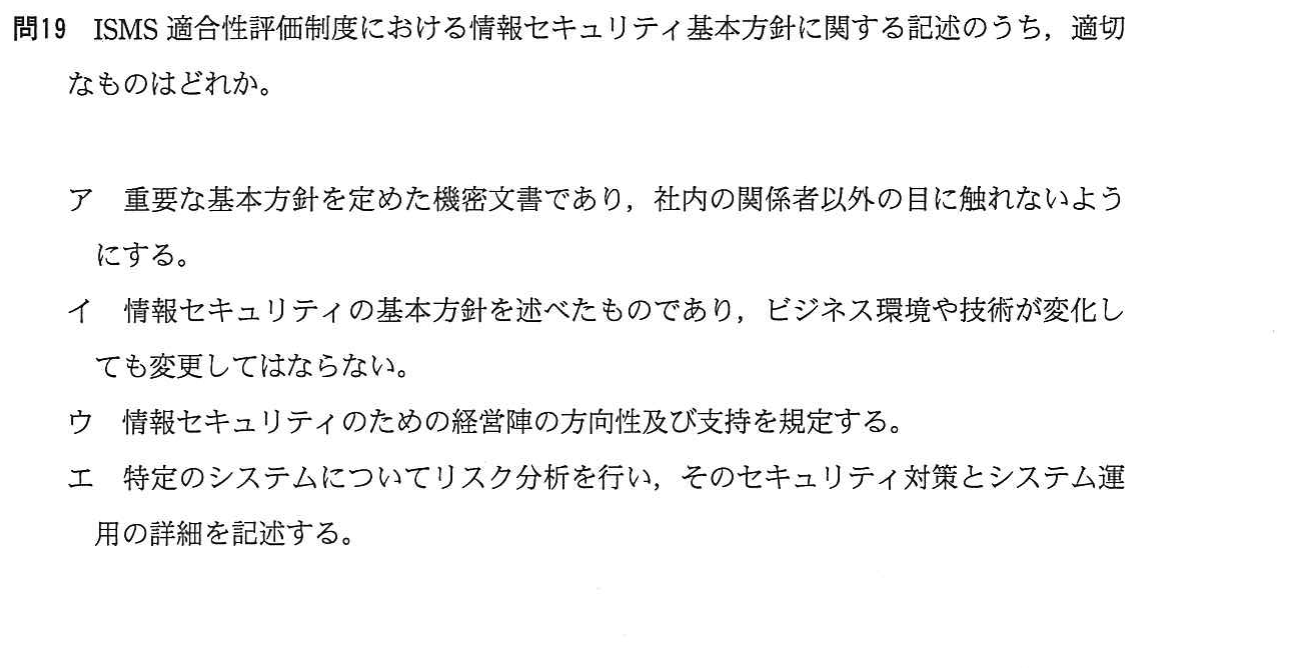 問19 ISMS 適合性評価制度における情報セキュリティ基本方針に関する記述のうち，適切
なものはどれか。
ア 重要な基本方針を定めた機密文書であり，社内の関係者以外の目に触れないよう
にする。
イ 情報セキュリティの基本方針を述べたものであり，ビジネス環境や技術が変化し
ても変更してはならない。
ウ 情報セキュリティのための経営陣の方向性及び支持を規定する。
エ 特定のシステムについてリスク分析を行い，そのセキュリティ対策とシステム運
用の詳細を記述する。